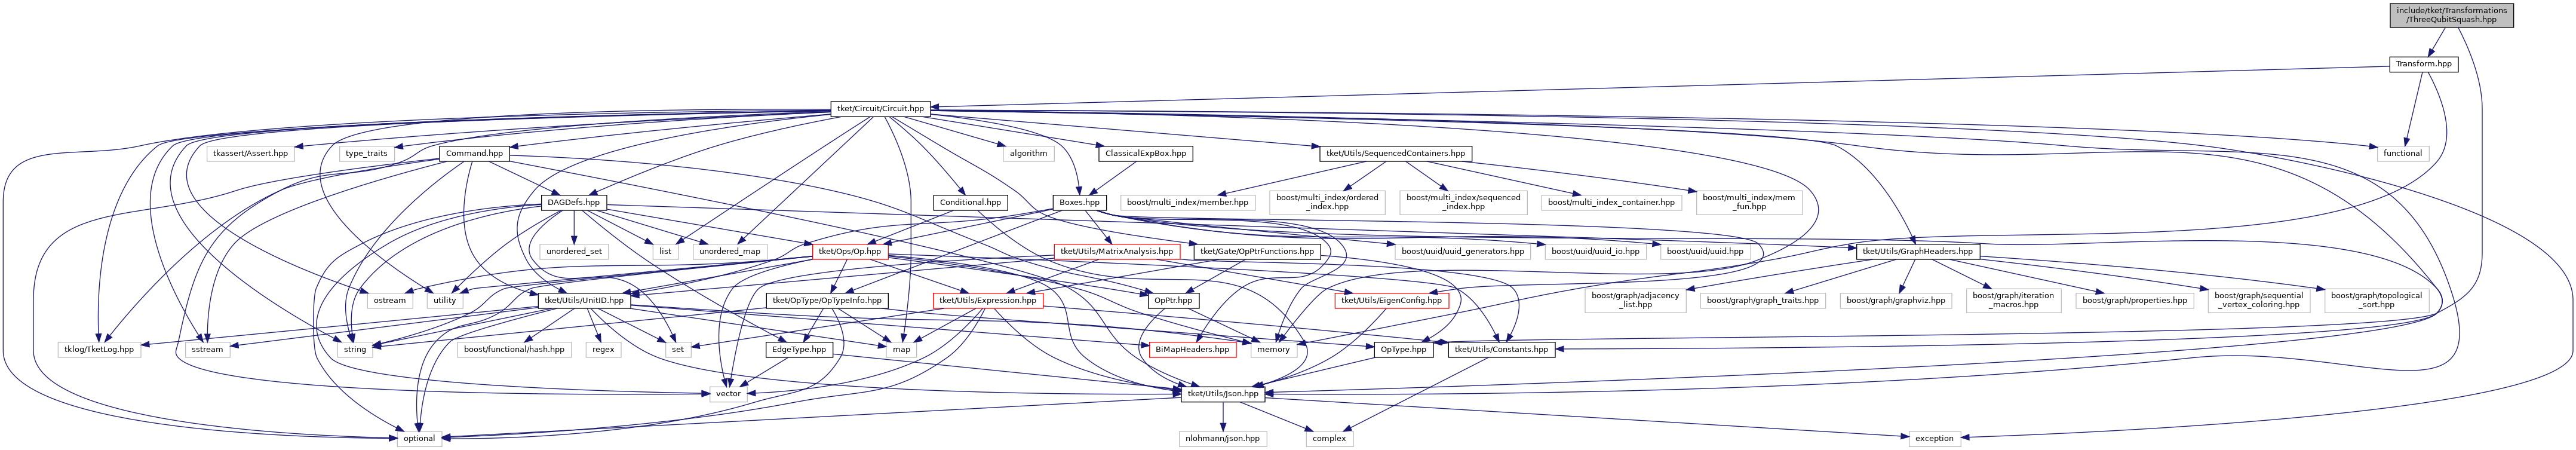 include/tket/Transformations
/ThreeQubitSquash.hpp
Transform.hpp
tket/Circuit/Circuit.hpp
tkassert/Assert.hpp
type_traits
Command.hpp
algorithm
ClassicalExpBox.hpp
tket/Utils/SequencedContainers.hpp
functional
DAGDefs.hpp
Conditional.hpp
Boxes.hpp
boost/multi_index/member.hpp
boost/multi_index/ordered
_index.hpp
boost/multi_index/sequenced
_index.hpp
boost/multi_index_container.hpp
boost/multi_index/mem
_fun.hpp
unordered_set
list
unordered_map
tket/Ops/Op.hpp
tket/Utils/MatrixAnalysis.hpp
tket/Gate/OpPtrFunctions.hpp
boost/uuid/uuid_generators.hpp
boost/uuid/uuid_io.hpp
boost/uuid/uuid.hpp
tket/Utils/GraphHeaders.hpp
ostream
utility
tket/Utils/UnitID.hpp
tket/OpType/OpTypeInfo.hpp
tket/Utils/Expression.hpp
OpPtr.hpp
tket/Utils/EigenConfig.hpp
boost/graph/adjacency
_list.hpp
boost/graph/graph_traits.hpp
boost/graph/graphviz.hpp
boost/graph/iteration
_macros.hpp
boost/graph/properties.hpp
boost/graph/sequential
_vertex_coloring.hpp
boost/graph/topological
_sort.hpp
tklog/TketLog.hpp
sstream
string
boost/functional/hash.hpp
regex
set
EdgeType.hpp
map
BiMapHeaders.hpp
memory
OpType.hpp
tket/Utils/Constants.hpp
vector
tket/Utils/Json.hpp
optional
nlohmann/json.hpp
complex
exception